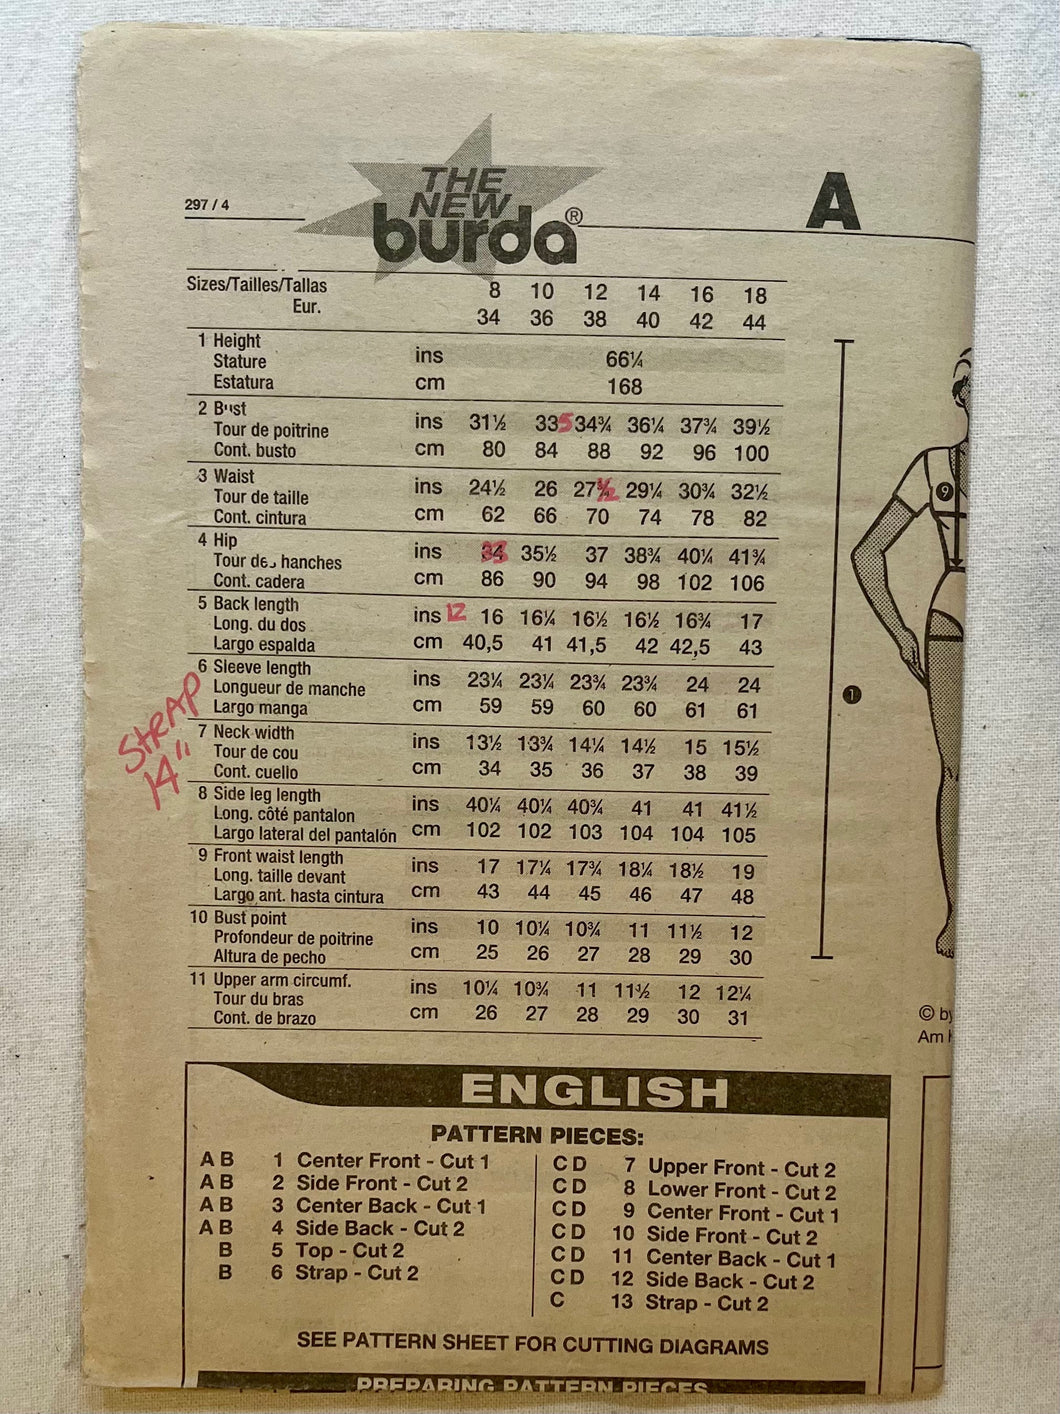 297 / 4
THE
NEW
burda®
A
Sizes/Tailles/Tallas 8 10 12 14 16 18
Eur. 34 36 38 40 42 44
1 Height
Stature ins 66¼
Estatura cm 168
2 Bust ins 31½ 33 5 34¾ 36¼ 37¾ 39½
Tour de poitrine
Cont. busto cm 80 84 88 92 96 100
3 Waist ins 24½ 26 27½ 29¼ 30¾ 32½
Tour de taille
Cont. cintura cm 62 66 70 74 78 82
4 Hip ins 34 35½ 37 38¾ 40¼ 41¾
Tour des hanches
Cont. cadera cm 86 90 94 98 102 106
5 Back length ins 12 16 16¼ 16½ 16½ 16¾ 17
Long. du dos
Largo espalda cm 40,5 41 41,5 42 42,5 43
6 Sleeve length ins 23¼ 23¼ 23¾ 23¾ 24 24
Longueur de manche
Largo manga cm 59 59 60 60 61 61
STRAP
14"
7 Neck width ins 13½ 13¾ 14¼ 14½ 15 15½
Tour de cou
Cont. cuello cm 34 35 36 37 38 39
8 Side leg length ins 40¼ 40¼ 40¾ 41 41 41½
Long. côté pantalon
Largo lateral del pantalón cm 102 102 103 104 104 105
9 Front waist length ins 17 17¼ 17¾ 18¼ 18½ 19
Long. taille devant
Largo ant. hasta cintura cm 43 44 45 46 47 48
10 Bust point ins 10 10¼ 10¾ 11 11½ 12
Profondeur de poitrine
Altura de pecho cm 25 26 27 28 29 30
11 Upper arm circumf. ins 10¼ 10¾ 11 11½ 12 12¼
Tour du bras
Cont. de brazo cm 26 27 28 29 30 31
9
1
© by
Am
ENGLISH
PATTERN PIECES:
A B 1 Center Front - Cut 1
A B 2 Side Front - Cut 2
A B 3 Center Back - Cut 1
A B 4 Side Back - Cut 2
B 5 Top - Cut 2
B 6 Strap - Cut 2
C D 7 Upper Front - Cut 2
C D 8 Lower Front - Cut 2
C D 9 Center Front - Cut 1
C D 10 Side Front - Cut 2
C D 11 Center Back - Cut 1
C D 12 Side Back - Cut 2
C 13 Strap - Cut 2
SEE PATTERN SHEET FOR CUTTING DIAGRAMS
PREPARING PATTERN PIECES